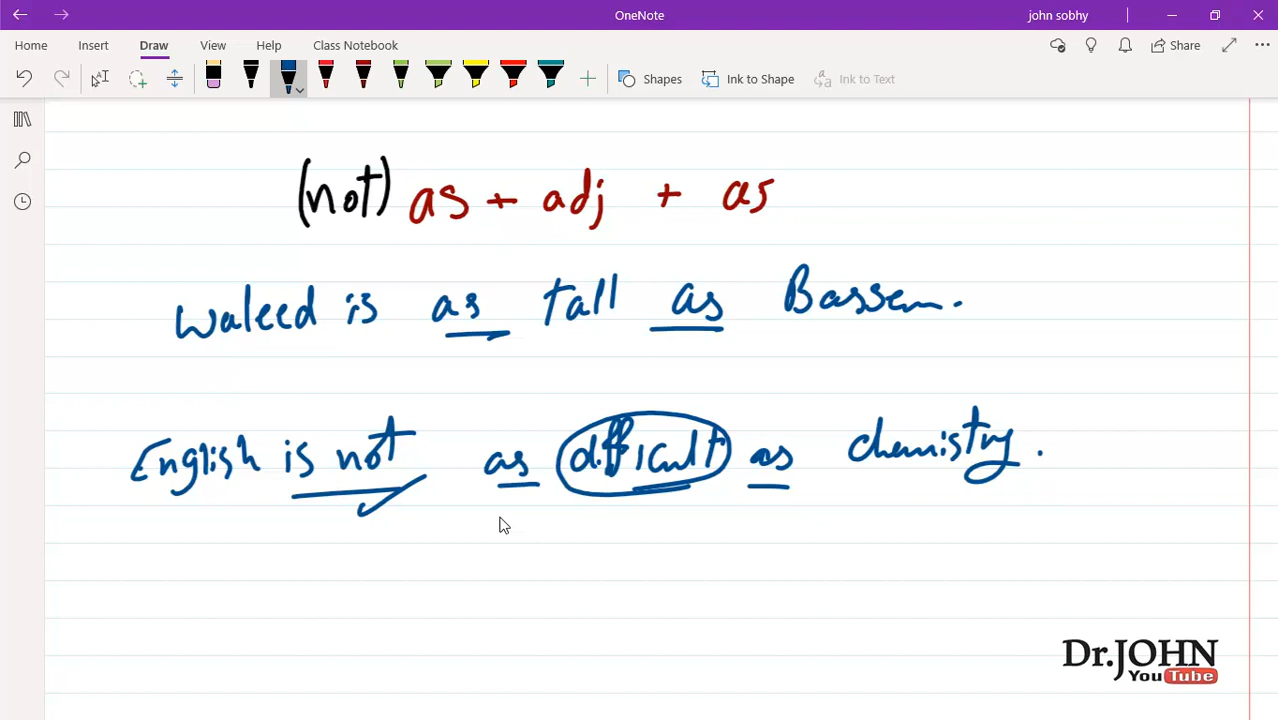 OneNote
john sobhy
Home Insert Draw View Help Class Notebook
Share
Shapes Ink to Shape Ink to Text
(not) as + adj + as
Waleed is as tall as Bassem.
English is not as difficult as chemistry.
Dr.JOHN
YouTube